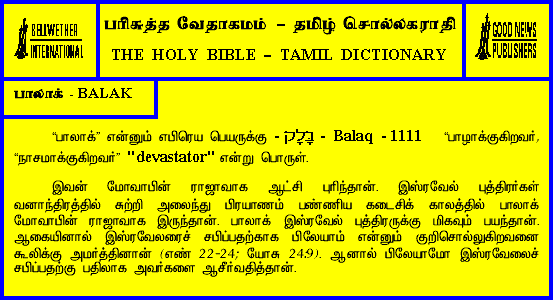 BELLWETHER
INTERNATIONAL
பரிசுத்த வேதாகமம் – தமிழ் சொல்லகராதி
THE HOLY BIBLE – TAMIL DICTIONARY
GOOD NEWS
PUBLISHERS
பாலாக் - BALAK
“பாலாக்” என்னும் எபிரெய பெயருக்கு - בָּלָק - Balaq - 1111 “பாழாக்குகிறவர்,
“நாசமாக்குகிறவர்” "devastator" என்று பொருள்.
இவன் மோவாபின் ராஜாவாக ஆட்சி புரிந்தான். இஸ்ரவேல் புத்திரர்கள்
வனாந்திரத்தில் சுற்றி அலைந்து பிரயாணம் பண்ணிய கடைசிக் காலத்தில் பாலாக்
மோவாபின் ராஜாவாக இருந்தான். பாலாக் இஸ்ரவேல் புத்திரருக்கு மிகவும் பயந்தான்.
ஆகையினால் இஸ்ரவேலரைச் சபிப்பதற்காக பிலேயாம் என்னும் குறிசொல்லுகிறவனை
கூலிக்கு அமர்த்தினான் (எண் 22-24; யோசு 24:9). ஆனால் பிலேயாமோ இஸ்ரவேலைச்
சபிப்பதற்கு பதிலாக அவர்களை ஆசீர்வதித்தான்.